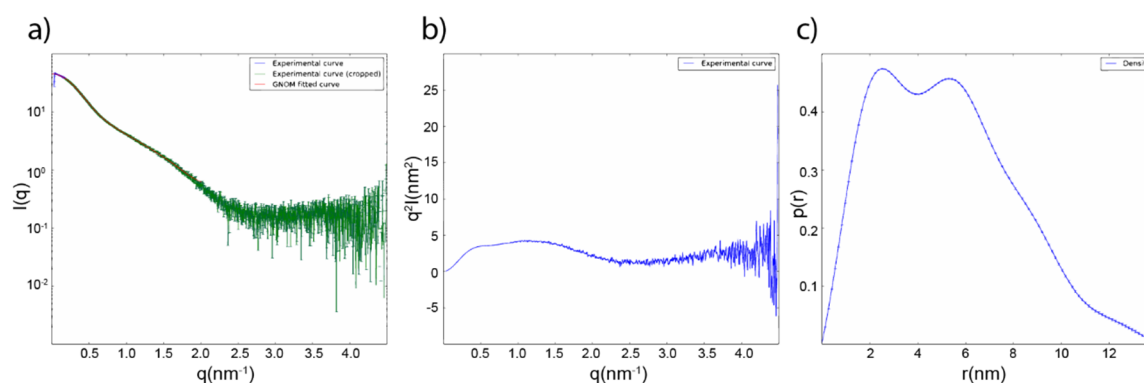 a)
Experimental curve
Experimental curve (cropped)
GNOM fitted curve
10¹
10⁰
10⁻¹
10⁻²
I(q)
0.5 1.0 1.5 2.0 2.5 3.0 3.5 4.0
q(nm⁻¹)
b)
Experimental curve
25
20
15
10
5
0
-5
q²I(nm²)
0.5 1.0 1.5 2.0 2.5 3.0 3.5 4.0
q(nm⁻¹)
c)
Densi
0.4
0.3
0.2
0.1
p(r)
2 4 6 8 10 12
r(nm)